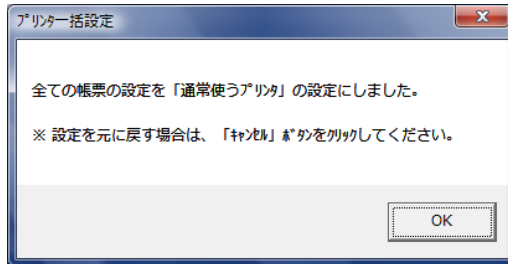 ﾌﾟﾘﾝﾀ一括設定
全ての帳票の設定を「通常使うﾌﾟﾘﾝﾀ」の設定にしました。
※ 設定を元に戻す場合は、「ｷｬﾝｾﾙ」ﾎﾞﾀﾝをｸﾘｯｸしてください。
OK